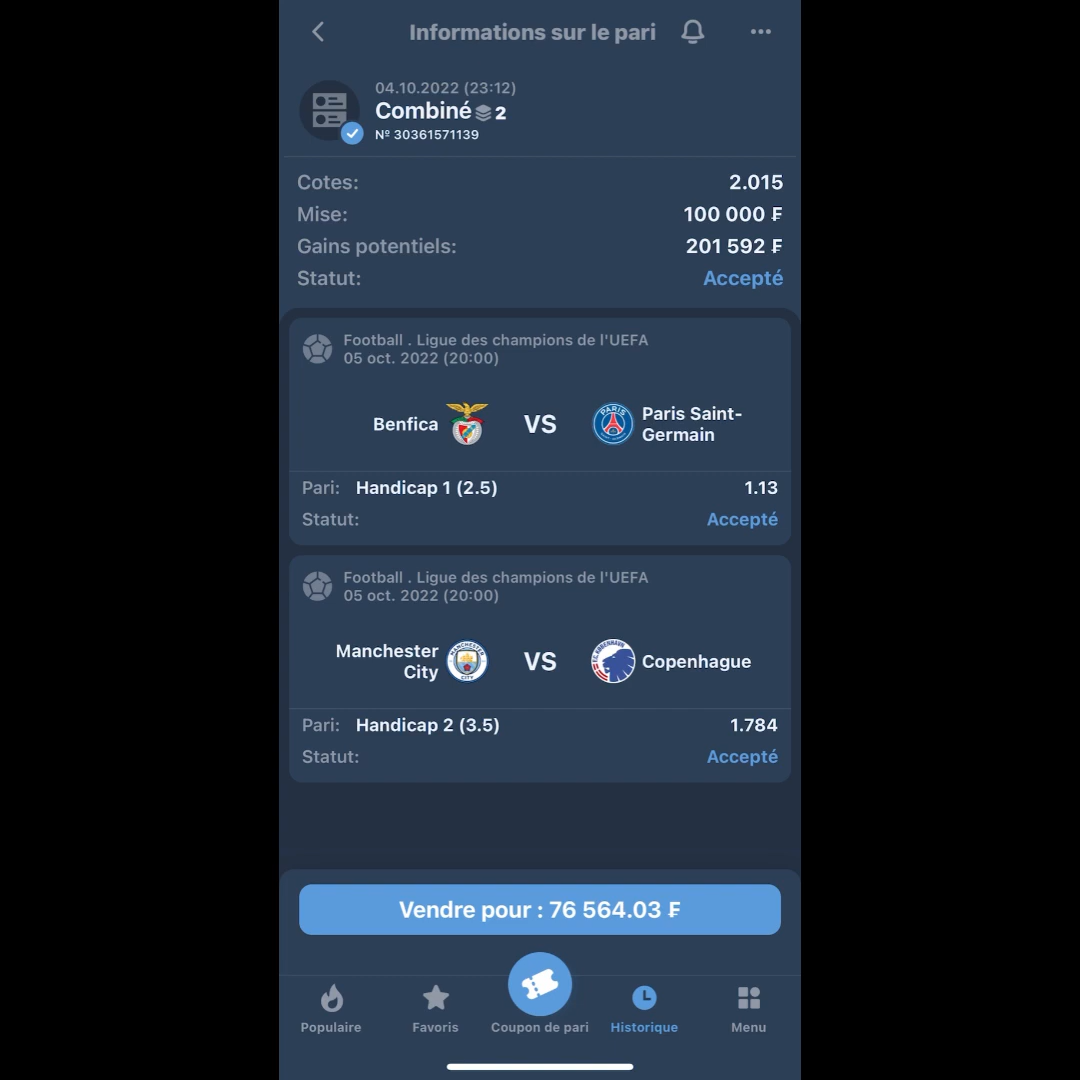 Informations sur le pari
04.10.2022 (23:12)
Combiné 2
Nº 30361571139
Cotes: 2.015
Mise: 100 000 ₣
Gains potentiels: 201 592 ₣
Statut: Accepté
Football . Ligue des champions de l'UEFA
05 oct. 2022 (20:00)
Benfica VS Paris Saint-
Germain
PARIS
Pari: Handicap 1 (2.5) 1.13
Statut: Accepté
Football . Ligue des champions de l'UEFA
05 oct. 2022 (20:00)
Manchester
City VS Copenhague
MANCHESTER
CITY
Pari: Handicap 2 (3.5) 1.784
Statut: Accepté
Vendre pour : 76 564.03 ₣
Populaire Favoris Coupon de pari Historique Menu